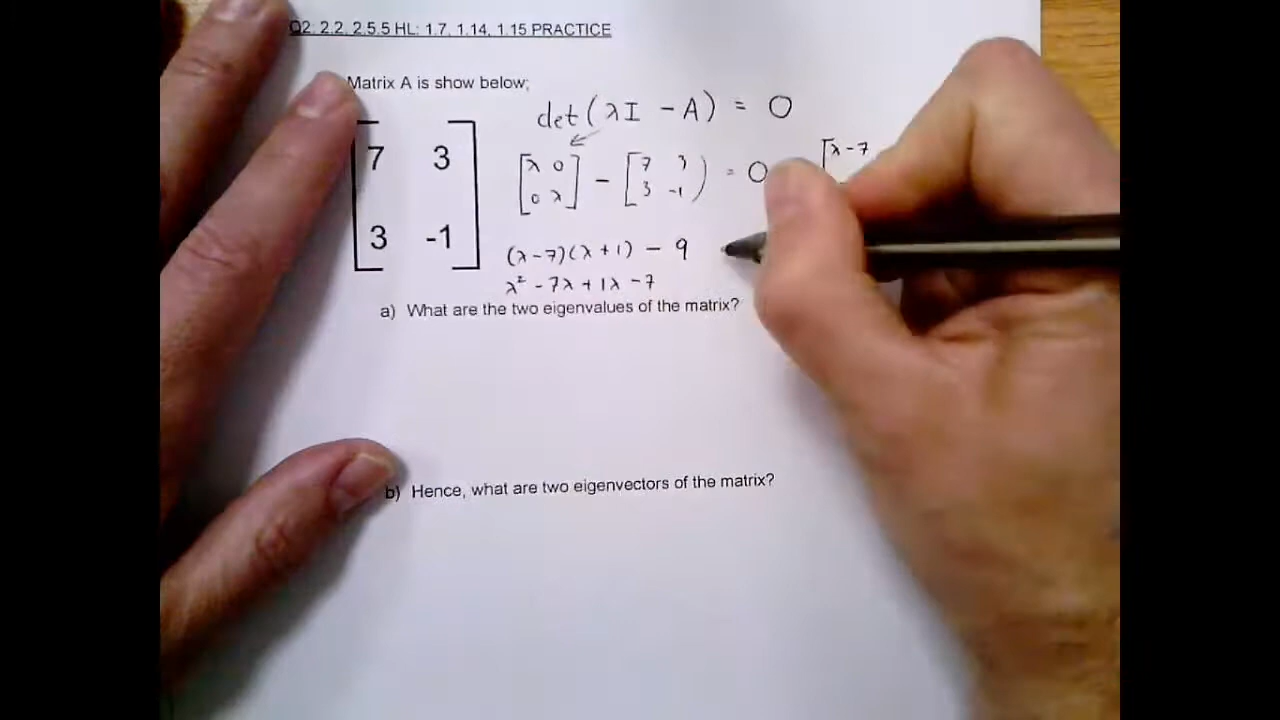 Q2: 2.2, 2.5.5 HL: 1.7, 1.14, 1.15 PRACTICE
Matrix A is show below;
det(λI - A) = 0
7 3
3 -1
[λ 0
0 λ] - [7 3
3 -1) = 0
[λ-7
(λ-7)(λ+1) - 9
λ² - 7λ + 1λ - 7
a) What are the two eigenvalues of the matrix?
b) Hence, what are two eigenvectors of the matrix?